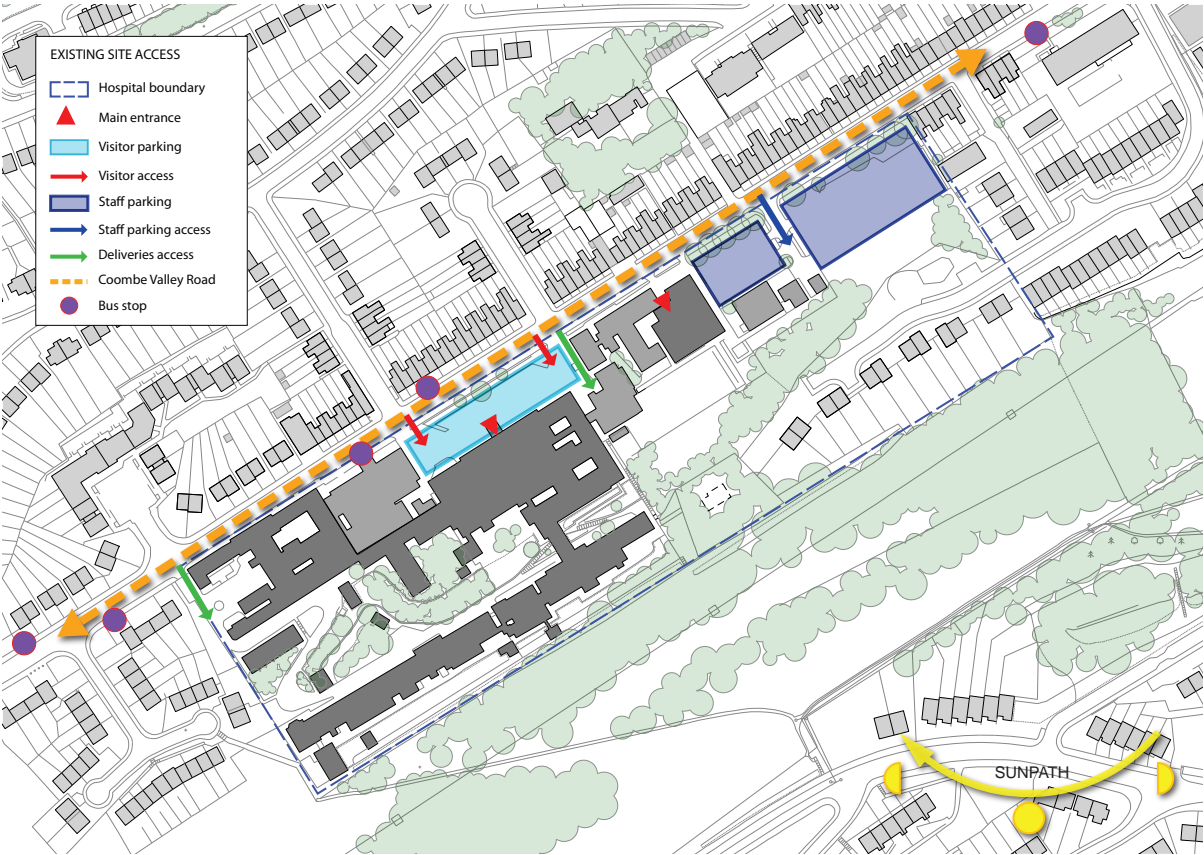 EXISTING SITE ACCESS
Hospital boundary
Main entrance
Visitor parking
Visitor access
Staff parking
Staff parking access
Deliveries access
Coombe Valley Road
Bus stop
SUNPATH